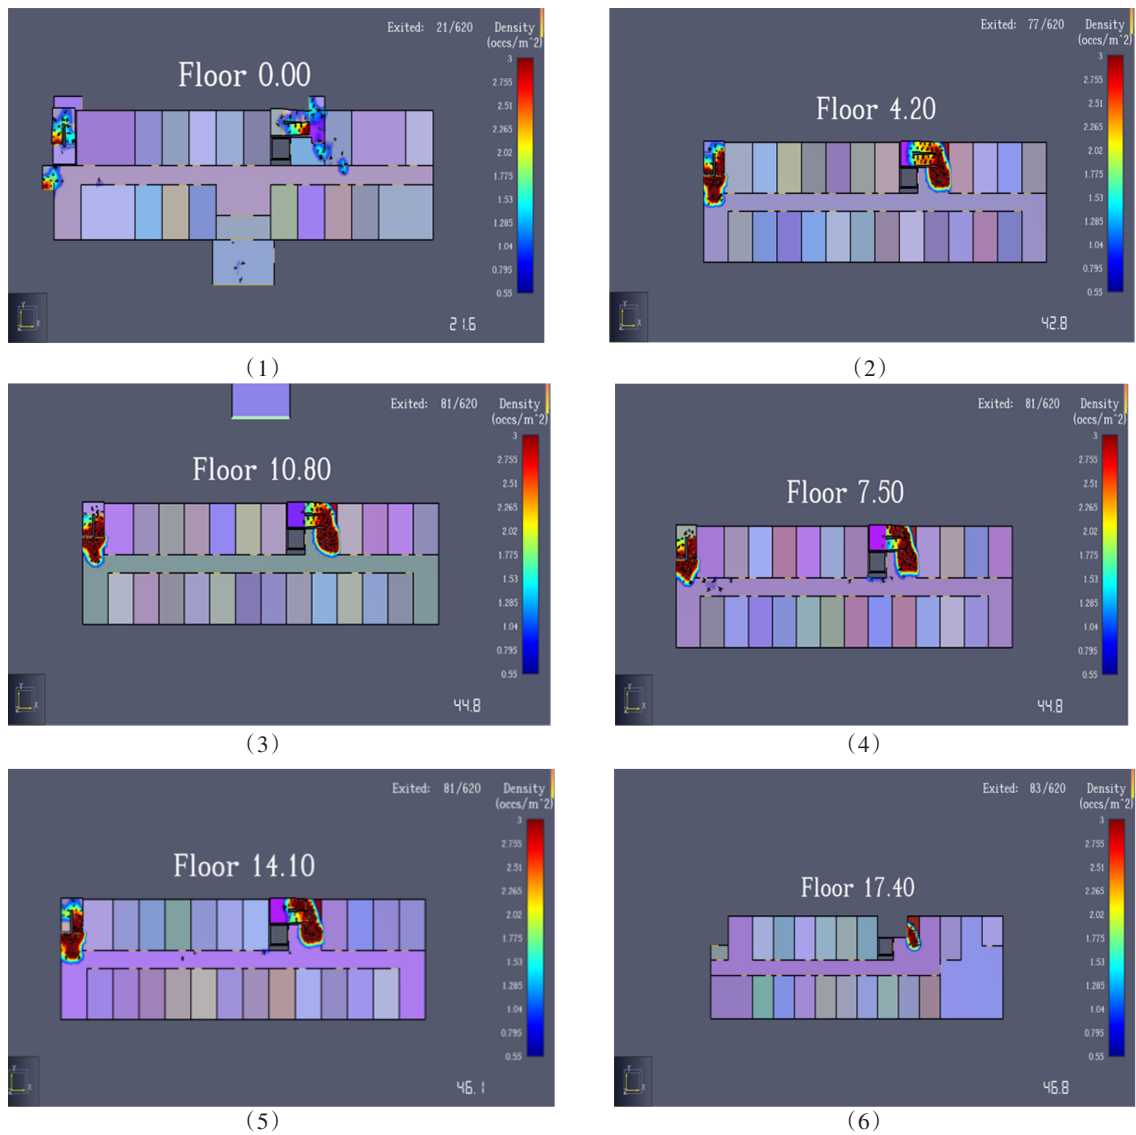 Exited: 21/620 Density
(occs/m^2)
Floor 0.00
3
2.755
2.51
2.265
2.02
1.775
1.53
1.285
1.04
0.795
0.55
Y
Z X
21.6
(1)
Exited: 77/620 Density
(occs/m^2)
Floor 4.20
3
2.755
2.51
2.265
2.02
1.775
1.53
1.285
1.04
0.795
0.55
Y
Z X
42.8
(2)
Exited: 81/620 Density
(occs/m^2)
Floor 10.80
3
2.755
2.51
2.265
2.02
1.775
1.53
1.285
1.04
0.795
0.55
Y
Z X
44.8
(3)
Exited: 81/620 Density
(occs/m^2)
Floor 7.50
3
2.755
2.51
2.265
2.02
1.775
1.53
1.285
1.04
0.795
0.55
Y
Z X
44.8
(4)
Exited: 81/620 Density
(occs/m^2)
Floor 14.10
3
2.755
2.51
2.265
2.02
1.775
1.53
1.285
1.04
0.795
0.55
Y
Z X
46.1
(5)
Exited: 83/620 Density
(occs/m^2)
Floor 17.40
3
2.755
2.51
2.265
2.02
1.775
1.53
1.285
1.04
0.795
0.55
Y
Z X
46.8
(6)